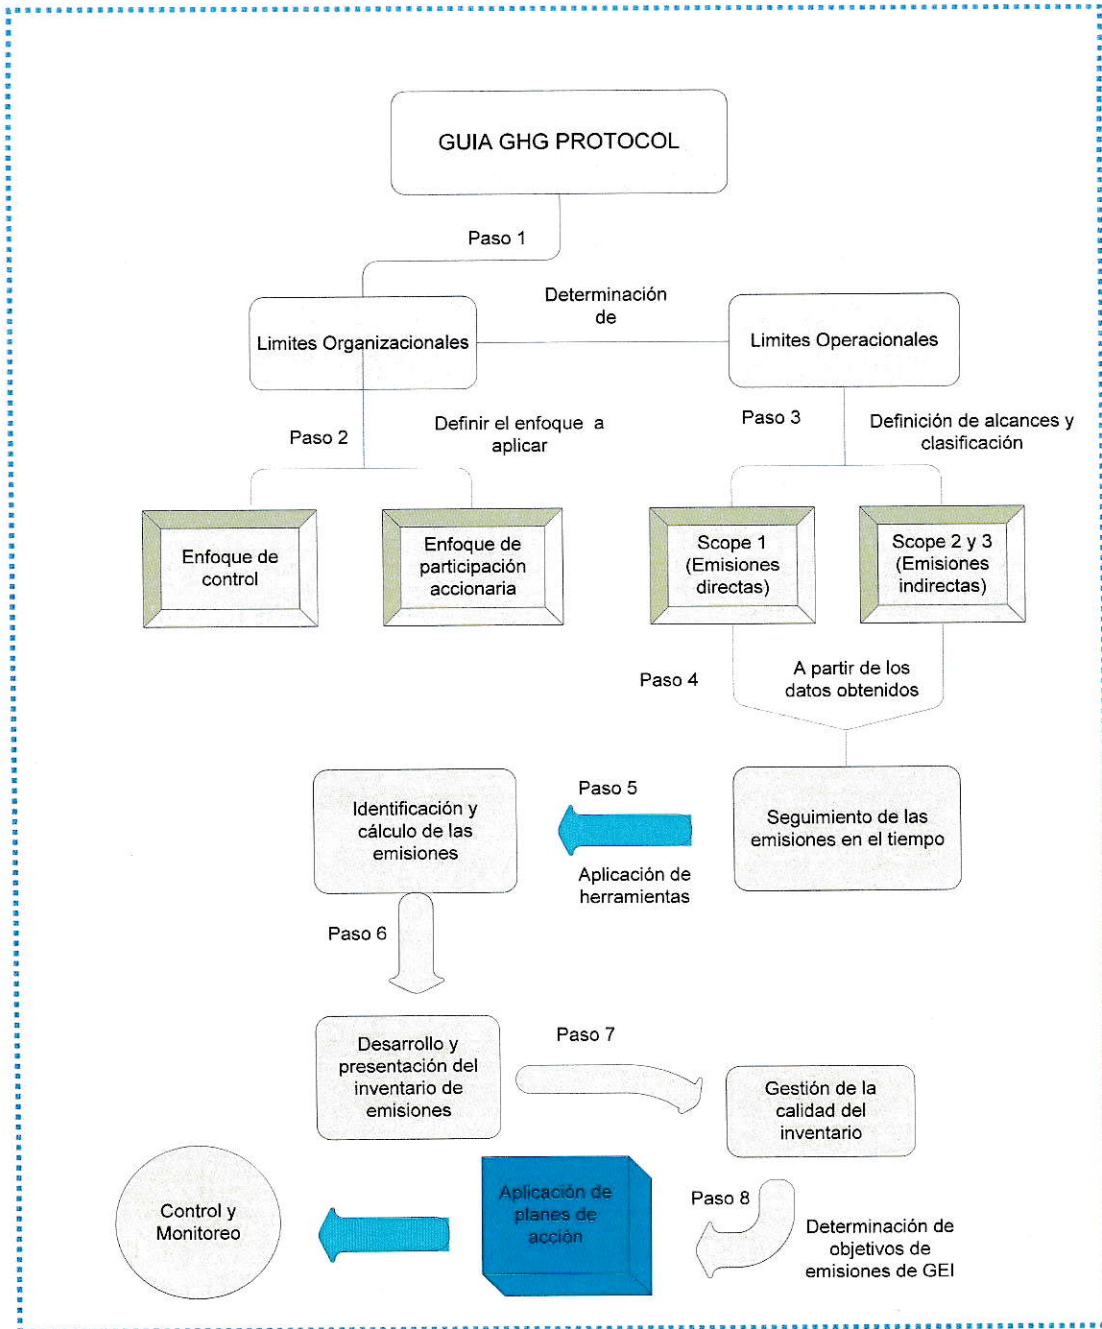 GUIA GHG PROTOCOL
Paso 1
Determinación
de
Limites Organizacionales
Limites Operacionales
Paso 2
Definir el enfoque a
aplicar
Paso 3
Definición de alcances y
clasificación
Enfoque de
control
Enfoque de
participación
accionaria
Scope 1
(Emisiones
directas)
Scope 2 y 3
(Emisiones
indirectas)
Paso 4
A partir de los
datos obtenidos
Seguimiento de las
emisiones en el tiempo
Paso 5
Aplicación de
herramientas
Identificación y
cálculo de las
emisiones
Paso 6
Desarrollo y
presentación del
inventario de
emisiones
Paso 7
Gestión de la
calidad del
inventario
Paso 8
Determinación de
objetivos de
emisiones de GEI
Aplicación de
planes de
acción
Control y
Monitoreo